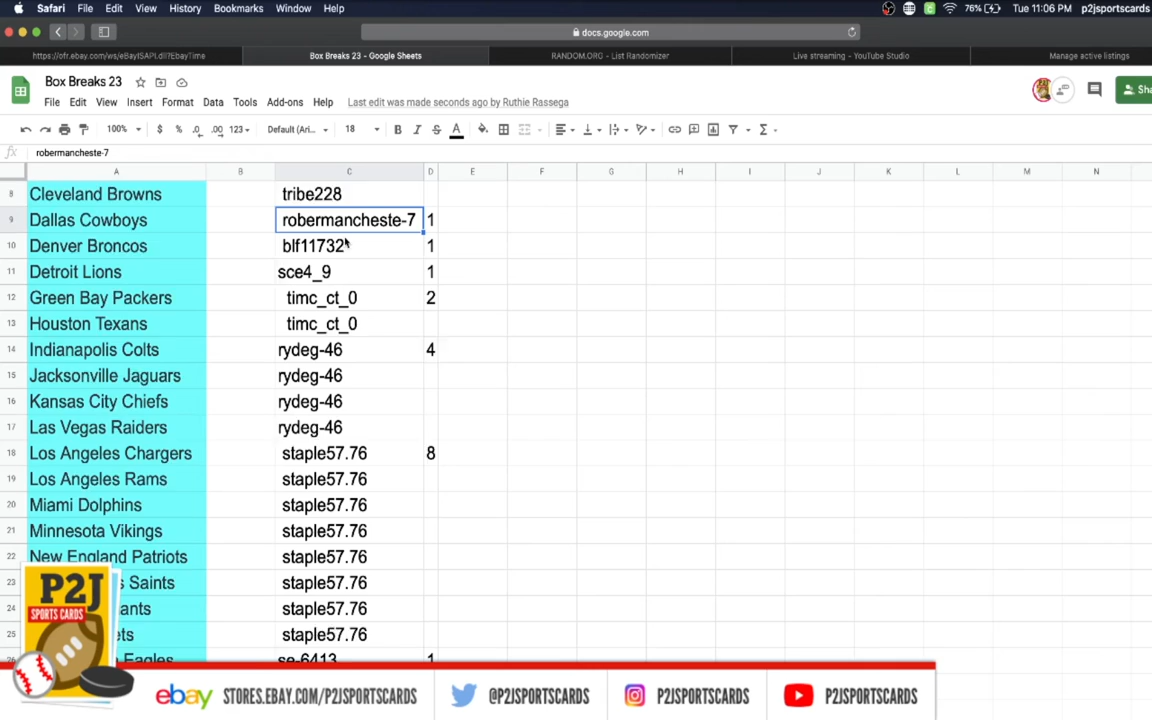 Safari File Edit View History Bookmarks Window Help 76% Tue 11:06 PM p2jsportscards
docs.google.com
https://ofr.ebay.com/ws/eBayISAPI.dll?EbayTime Box Breaks 23 - Google Sheets RANDOM.ORG - List Randomizer Live streaming - YouTube Studio Manage active listings
Box Breaks 23
File Edit View Insert Format Data Tools Add-ons Help Last edit was made seconds ago by Ruthie Rassega
Sha
100% $ % .0 .00 123 Default (Ari... 18 B I S A
fx robermancheste-7
A B C D E F G H I J K L M N
8 Cleveland Browns tribe228
9 Dallas Cowboys robermancheste-7 1
10 Denver Broncos blf11732 1
11 Detroit Lions sce4_9 1
12 Green Bay Packers timc_ct_0 2
13 Houston Texans timc_ct_0
14 Indianapolis Colts rydeg-46 4
15 Jacksonville Jaguars rydeg-46
16 Kansas City Chiefs rydeg-46
17 Las Vegas Raiders rydeg-46
18 Los Angeles Chargers staple57.76 8
19 Los Angeles Rams staple57.76
20 Miami Dolphins staple57.76
21 Minnesota Vikings staple57.76
22 New England Patriots staple57.76
23 Saints staple57.76
24 ants staple57.76
25 ets staple57.76
26 Eagles se-6413 1
P2J
SPORTS CARDS
ebay STORES.EBAY.COM/P2JSPORTSCARDS @P2JSPORTSCARDS P2JSPORTSCARDS P2JSPORTSCARDS